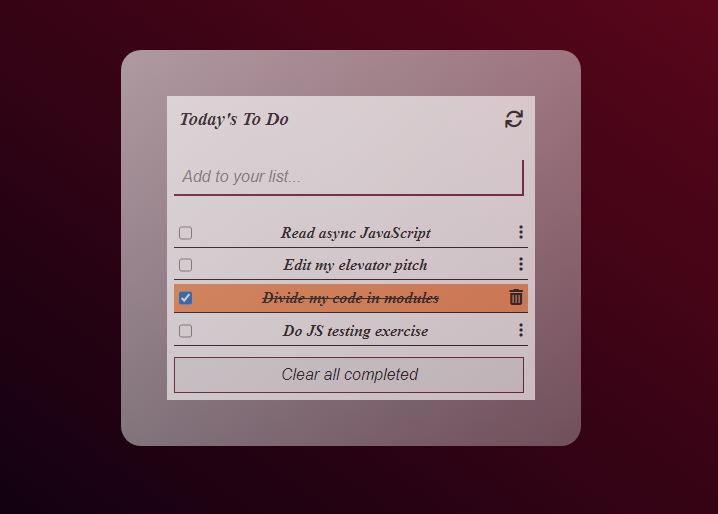 Today's To Do
Add to your list...
Read async JavaScript
Edit my elevator pitch
Divide my code in modules
Do JS testing exercise
Clear all completed